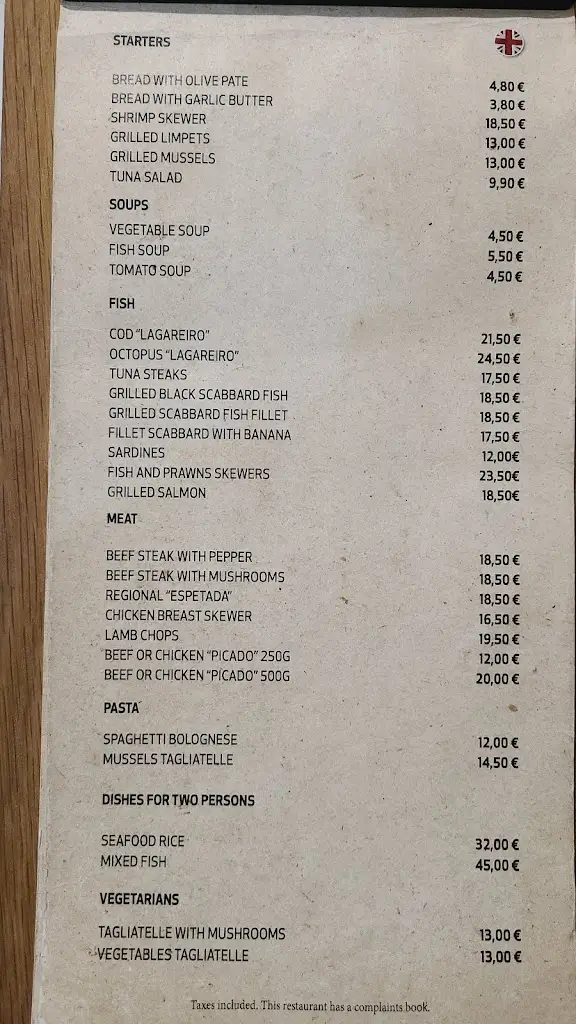 STARTERS
BREAD WITH OLIVE PATE 4,80 €
BREAD WITH GARLIC BUTTER 3,80 €
SHRIMP SKEWER 18,50 €
GRILLED LIMPETS 13,00 €
GRILLED MUSSELS 13,00 €
TUNA SALAD 9,90 €
SOUPS
VEGETABLE SOUP 4,50 €
FISH SOUP 5,50 €
TOMATO SOUP 4,50 €
FISH
COD "LAGAREIRO" 21,50 €
OCTOPUS "LAGAREIRO" 24,50 €
TUNA STEAKS 17,50 €
GRILLED BLACK SCABBARD FISH 18,50 €
GRILLED SCABBARD FISH FILLET 18,50 €
FILLET SCABBARD WITH BANANA 17,50 €
SARDINES 12,00€
FISH AND PRAWNS SKEWERS 23,50€
GRILLED SALMON 18,50€
MEAT
BEEF STEAK WITH PEPPER 18,50 €
BEEF STEAK WITH MUSHROOMS 18,50 €
REGIONAL "ESPETADA" 18,50 €
CHICKEN BREAST SKEWER 16,50 €
LAMB CHOPS 19,50 €
BEEF OR CHICKEN "PICADO" 250G 12,00 €
BEEF OR CHICKEN "PICADO" 500G 20,00 €
PASTA
SPAGHETTI BOLOGNESE 12,00 €
MUSSELS TAGLIATELLE 14,50 €
DISHES FOR TWO PERSONS
SEAFOOD RICE 32,00 €
MIXED FISH 45,00 €
VEGETARIANS
TAGLIATELLE WITH MUSHROOMS 13,00 €
VEGETABLES TAGLIATELLE 13,00 €
Taxes included. This restaurant has a complaints book.